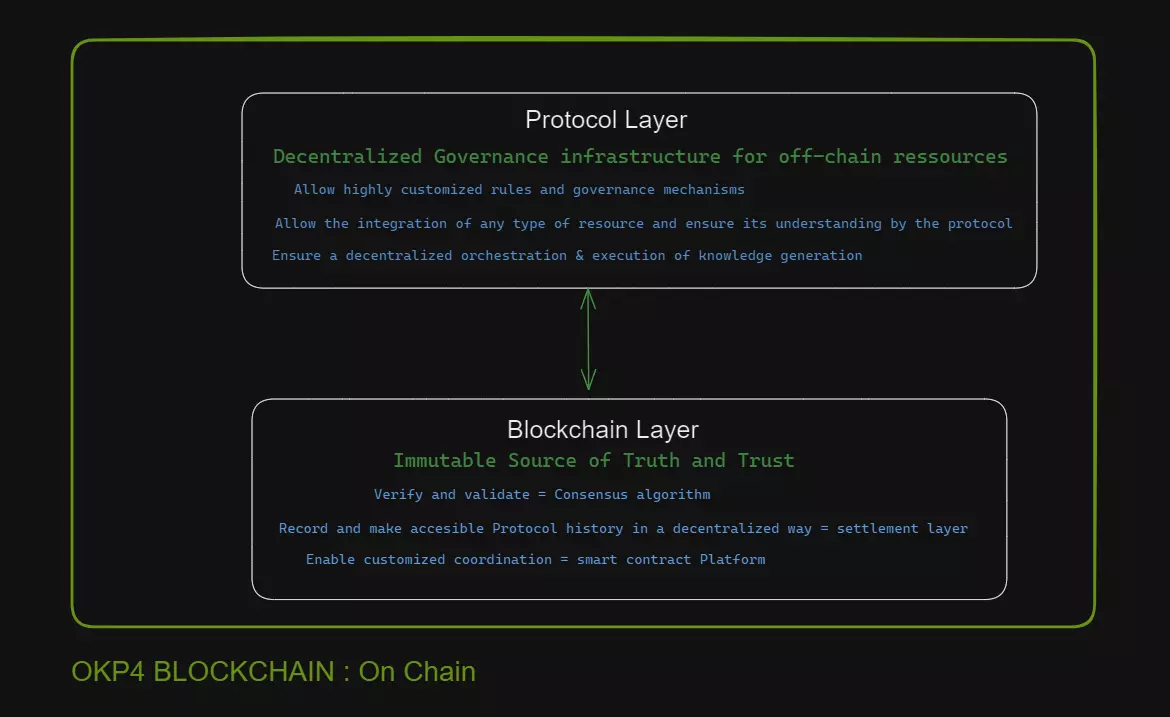 Protocol Layer
Decentralized Governance infrastructure for off-chain ressources
Allow highly customized rules and governance mechanisms
Allow the integration of any type of resource and ensure its understanding by the protocol
Ensure a decentralized orchestration & execution of knowledge generation
Blockchain Layer
Immutable Source of Truth and Trust
Verify and validate = Consensus algorithm
Record and make accesible Protocol history in a decentralized way = settlement layer
Enable customized coordination = smart contract Platform
OKP4 BLOCKCHAIN : On Chain